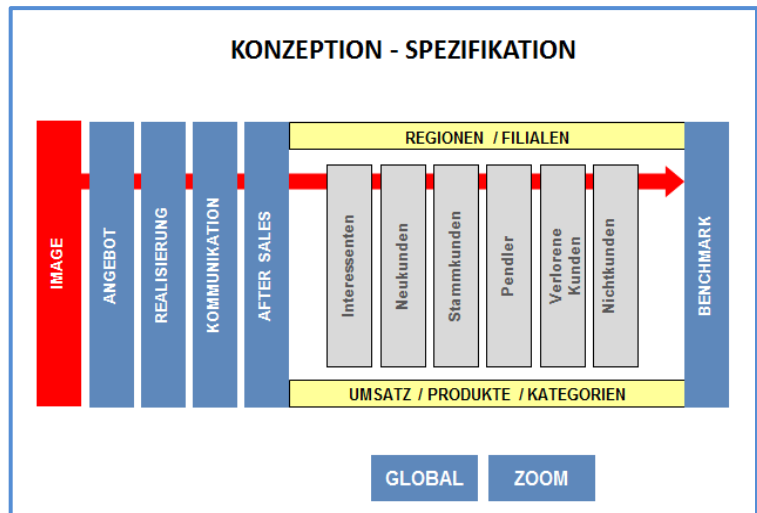 KONZEPTION - SPEZIFIKATION
IMAGE
ANGEBOT
REALISIERUNG
KOMMUNIKATION
AFTER SALES
REGIONEN / FILIALEN
Interessenten
Neukunden
Stammkunden
Pendler
Verlorene
Kunden
Nichtkunden
UMSATZ / PRODUKTE / KATEGORIEN
BENCHMARK
GLOBAL
ZOOM